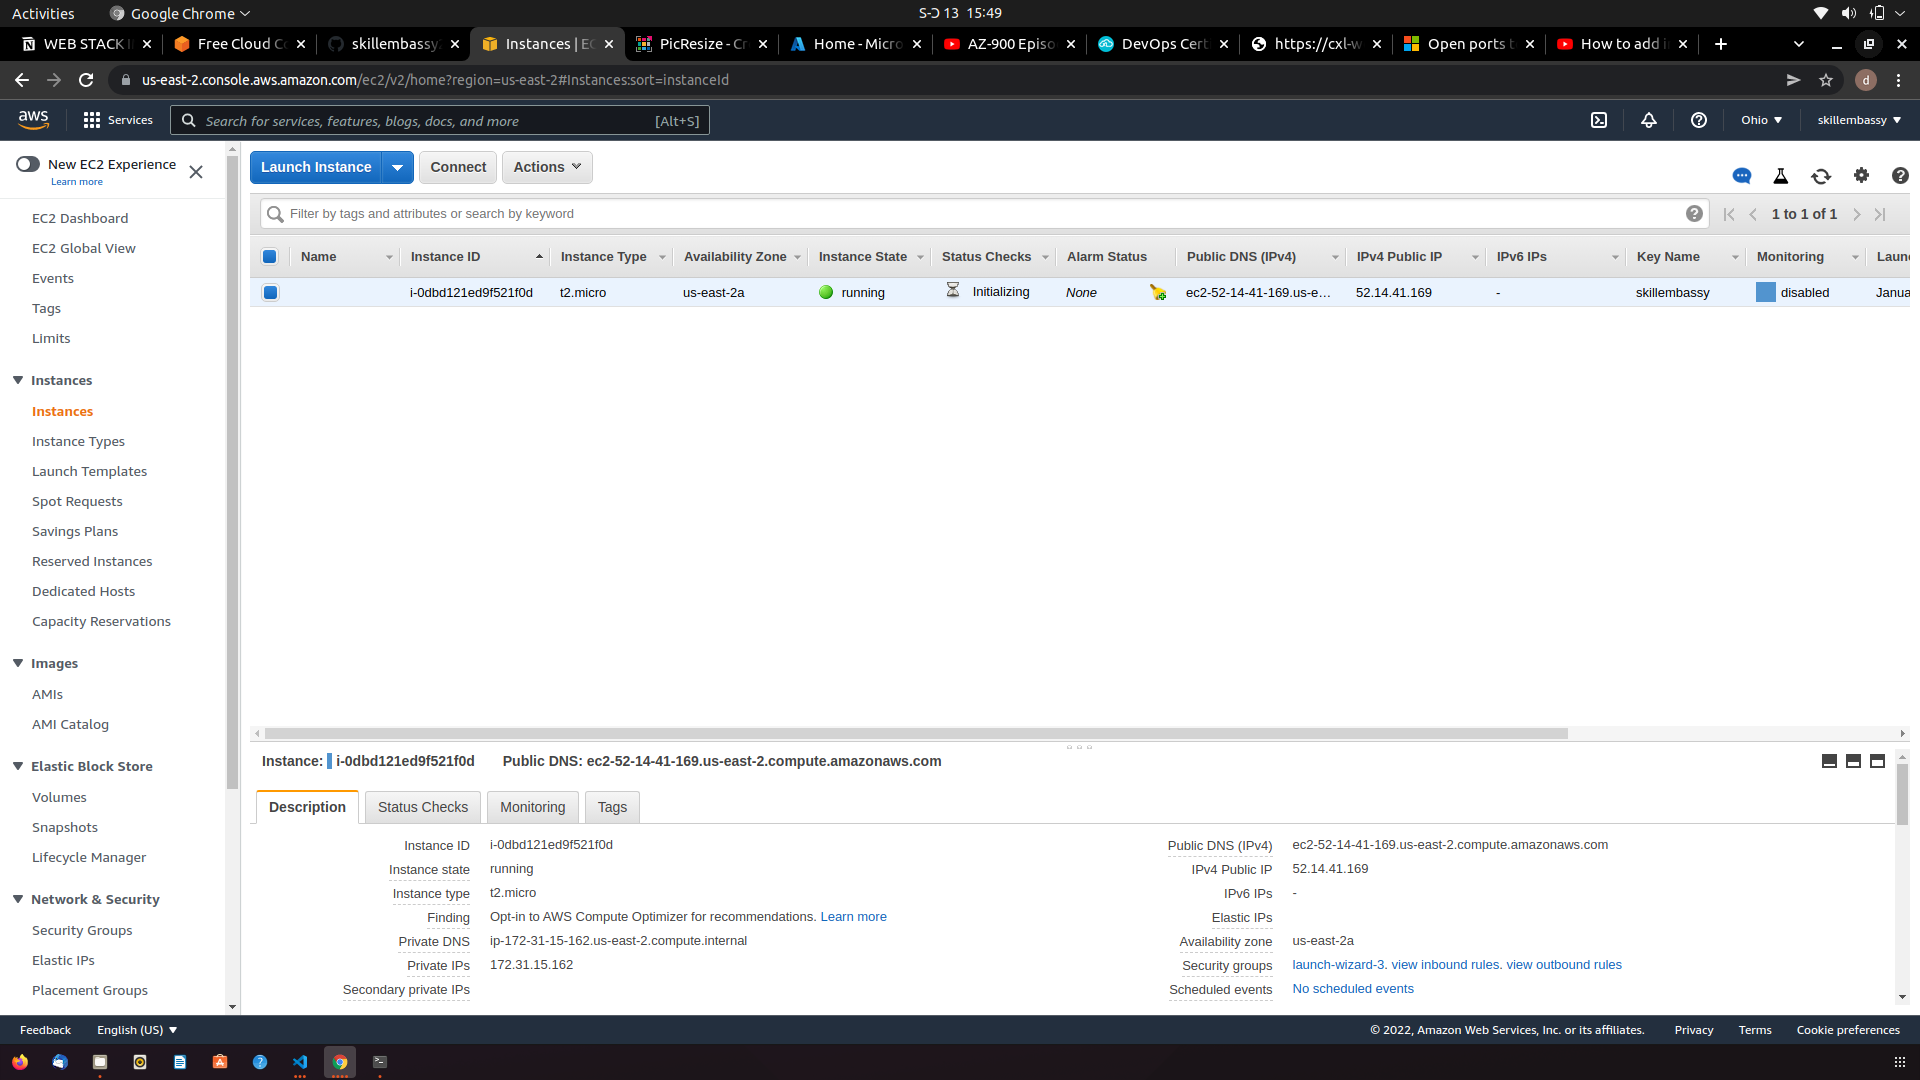 Activities
Google Chrome
S-Ɔ 13 15:49
WEB STACK I
Free Cloud C
skillembassy
Instances | EC
PicResize - Cr
Home - Micro
AZ-900 Episo
DevOps Cert
https://cxl-w
Open ports t
How to add i
us-east-2.console.aws.amazon.com/ec2/v2/home?region=us-east-2#Instances:sort=instanceId
d
aws
Services
Search for services, features, blogs, docs, and more
[Alt+S]
Ohio
skillembassy
New EC2 Experience
Learn more
EC2 Dashboard
EC2 Global View
Events
Tags
Limits
Instances
Instances
Instance Types
Launch Templates
Spot Requests
Savings Plans
Reserved Instances
Dedicated Hosts
Capacity Reservations
Images
AMIs
AMI Catalog
Elastic Block Store
Volumes
Snapshots
Lifecycle Manager
Network & Security
Security Groups
Elastic IPs
Placement Groups
Launch Instance
Connect
Actions
Filter by tags and attributes or search by keyword
1 to 1 of 1
Name Instance ID Instance Type Availability Zone Instance State Status Checks Alarm Status Public DNS (IPv4) IPv4 Public IP IPv6 IPs Key Name Monitoring Laun
i-0dbd121ed9f521f0d t2.micro us-east-2a running Initializing None ec2-52-14-41-169.us-e… 52.14.41.169 - skillembassy disabled Janua
Instance: i-0dbd121ed9f521f0d Public DNS: ec2-52-14-41-169.us-east-2.compute.amazonaws.com
Description Status Checks Monitoring Tags
Instance ID i-0dbd121ed9f521f0d
Instance state running
Instance type t2.micro
Finding Opt-in to AWS Compute Optimizer for recommendations. Learn more
Private DNS ip-172-31-15-162.us-east-2.compute.internal
Private IPs 172.31.15.162
Secondary private IPs
Public DNS (IPv4) ec2-52-14-41-169.us-east-2.compute.amazonaws.com
IPv4 Public IP 52.14.41.169
IPv6 IPs -
Elastic IPs
Availability zone us-east-2a
Security groups launch-wizard-3. view inbound rules. view outbound rules
Scheduled events No scheduled events
Feedback
English (US)
© 2022, Amazon Web Services, Inc. or its affiliates.
Privacy
Terms
Cookie preferences